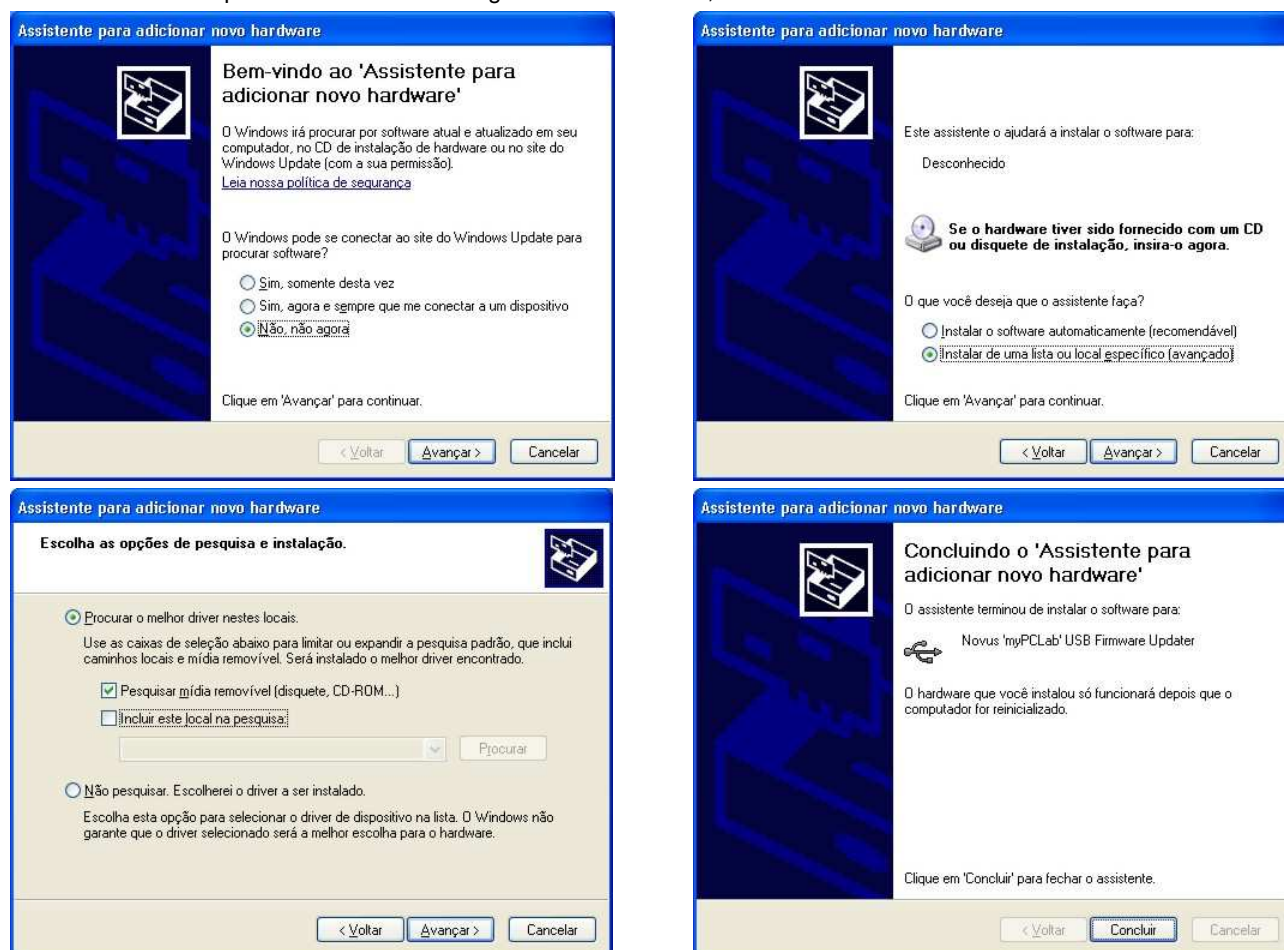 Assistente para adicionar novo hardware
Bem-vindo ao 'Assistente para
adicionar novo hardware'
O Windows irá procurar por software atual e atualizado em seu
computador, no CD de instalação de hardware ou no site do
Windows Update (com a sua permissão).
Leia nossa política de segurança
O Windows pode se conectar ao site do Windows Update para
procurar software?
Sim, somente desta vez
Sim, agora e sempre que me conectar a um dispositivo
Não, não agora
Clique em 'Avançar' para continuar.
< Voltar
Avançar >
Cancelar
Assistente para adicionar novo hardware
Este assistente o ajudará a instalar o software para:
Desconhecido
Se o hardware tiver sido fornecido com um CD
ou disquete de instalação, insira-o agora.
O que você deseja que o assistente faça?
Instalar o software automaticamente (recomendável)
Instalar de uma lista ou local específico (avançado)
Clique em 'Avançar' para continuar.
< Voltar
Avançar >
Cancelar
Assistente para adicionar novo hardware
Escolha as opções de pesquisa e instalação.
Procurar o melhor driver nestes locais.
Use as caixas de seleção abaixo para limitar ou expandir a pesquisa padrão, que inclui
caminhos locais e mídia removível. Será instalado o melhor driver encontrado.
Pesquisar mídia removível (disquete, CD-ROM...)
Incluir este local na pesquisa:
Procurar
Não pesquisar. Escolherei o driver a ser instalado.
Escolha esta opção para selecionar o driver de dispositivo na lista. O Windows não
garante que o driver selecionado será a melhor escolha para o hardware.
< Voltar
Avançar >
Cancelar
Assistente para adicionar novo hardware
Concluindo o 'Assistente para
adicionar novo hardware'
O assistente terminou de instalar o software para:
Novus 'myPCLab' USB Firmware Updater
O hardware que você instalou só funcionará depois que o
computador for reinicializado.
Clique em 'Concluir' para fechar o assistente.
< Voltar
Concluir
Cancelar